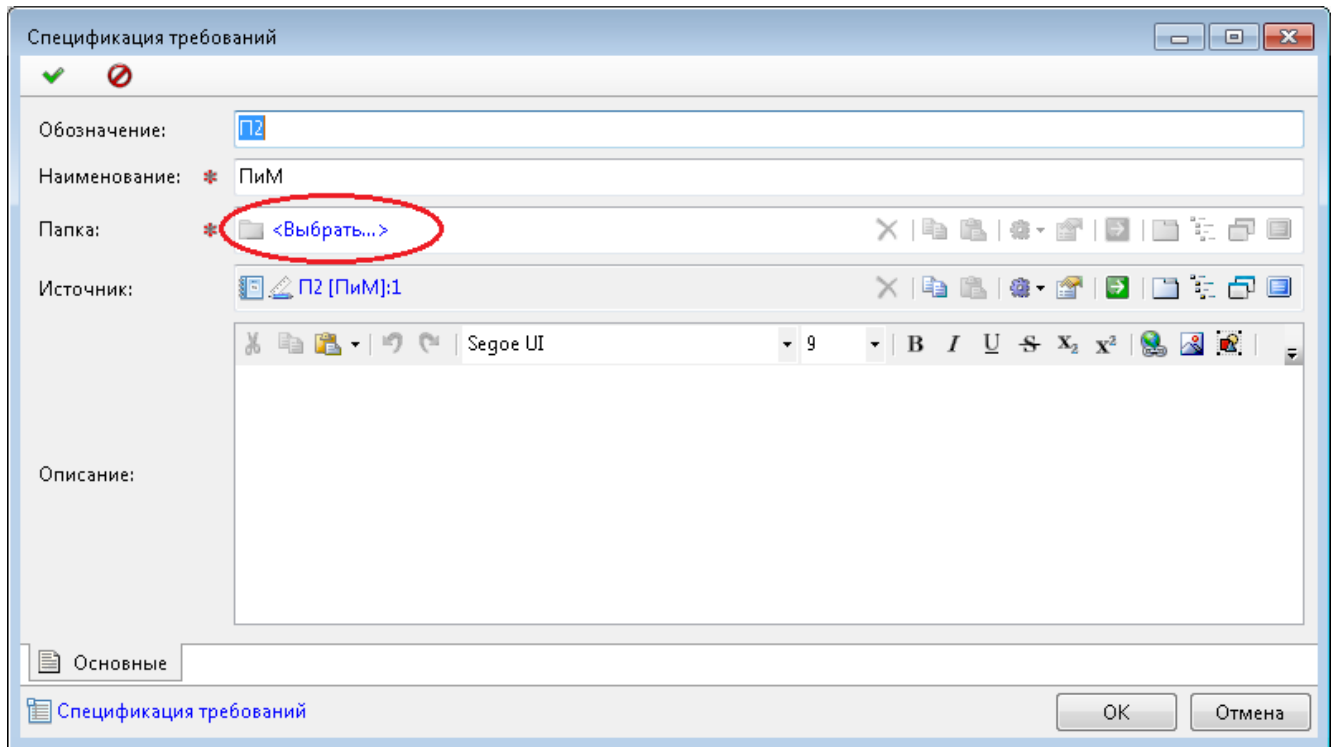 Спецификация требований
Обозначение: П2
Наименование: * ПиМ
Папка: * <Выбрать...>
Источник: П2 [ПиМ]:1
Segoe UI 9 B I U S X₂ x²
Описание:
Основные
Спецификация требований OK Отмена